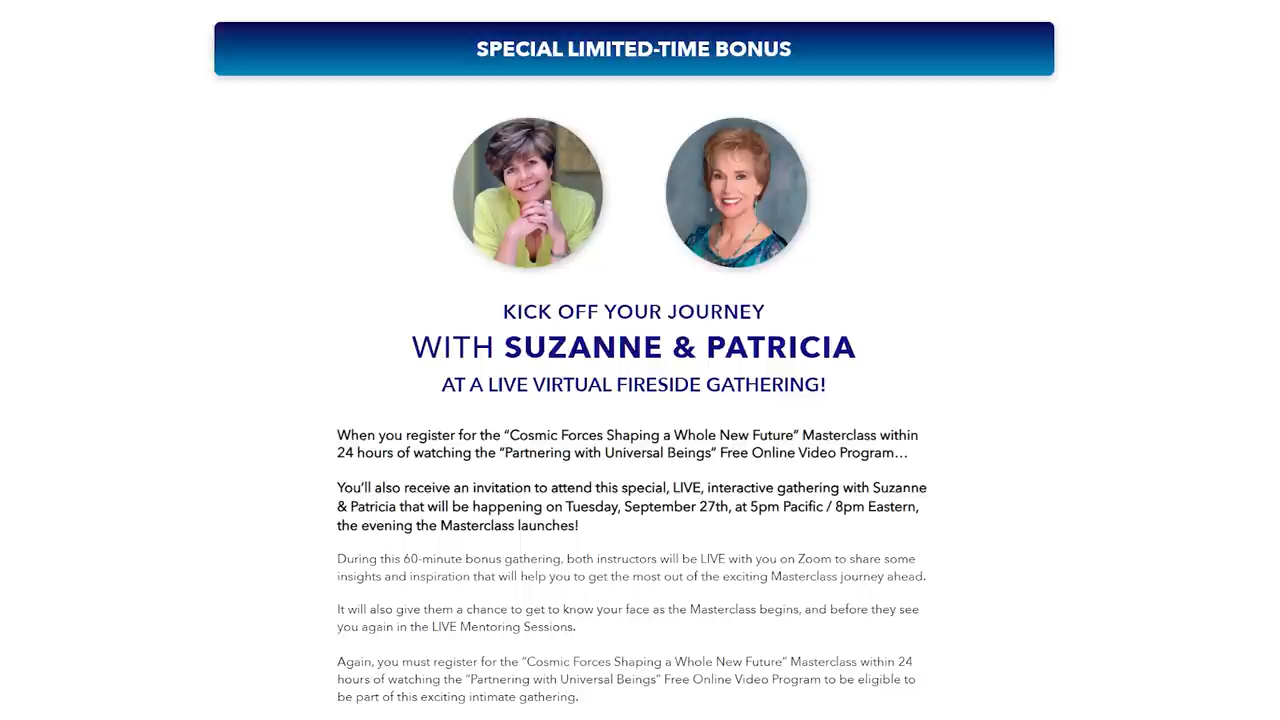 SPECIAL LIMITED-TIME BONUS
KICK OFF YOUR JOURNEY
WITH SUZANNE & PATRICIA
AT A LIVE VIRTUAL FIRESIDE GATHERING!
When you register for the “Cosmic Forces Shaping a Whole New Future” Masterclass within
24 hours of watching the “Partnering with Universal Beings” Free Online Video Program…
You’ll also receive an invitation to attend this special, LIVE, interactive gathering with Suzanne
& Patricia that will be happening on Tuesday, September 27th, at 5pm Pacific / 8pm Eastern,
the evening the Masterclass launches!
During this 60-minute bonus gathering, both instructors will be LIVE with you on Zoom to share some
insights and inspiration that will help you to get the most out of the exciting Masterclass journey ahead.
It will also give them a chance to get to know your face as the Masterclass begins, and before they see
you again in the LIVE Mentoring Sessions.
Again, you must register for the “Cosmic Forces Shaping a Whole New Future” Masterclass within 24
hours of watching the “Partnering with Universal Beings” Free Online Video Program to be eligible to
be part of this exciting intimate gathering.